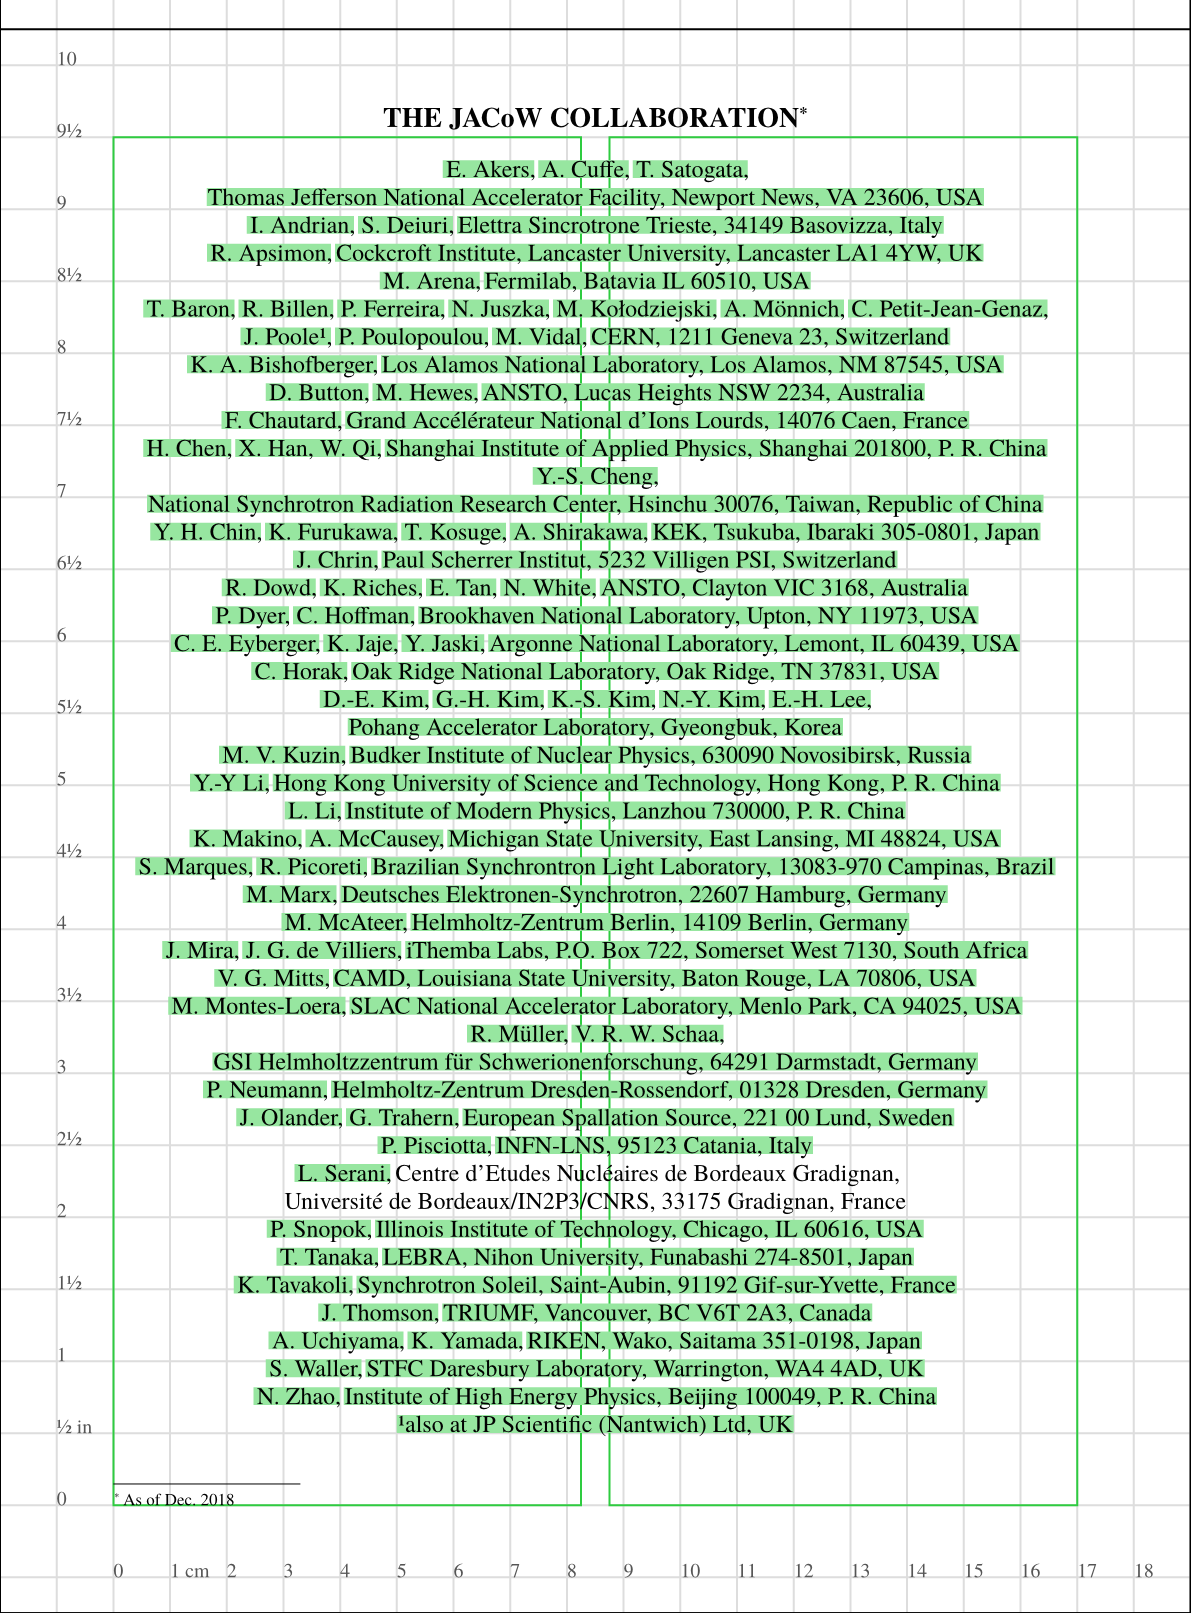 10
THE JACoW COLLABORATION*
9½
E. Akers, A. Cuffe, T. Satogata,
Thomas Jefferson National Accelerator Facility, Newport News, VA 23606, USA
9
I. Andrian, S. Deiuri, Elettra Sincrotrone Trieste, 34149 Basovizza, Italy
R. Apsimon, Cockcroft Institute, Lancaster University, Lancaster LA1 4YW, UK
8½
M. Arena, Fermilab, Batavia IL 60510, USA
T. Baron, R. Billen, P. Ferreira, N. Juszka, M. Kołodziejski, A. Mönnich, C. Petit-Jean-Genaz,
J. Poole¹, P. Poulopoulou, M. Vidal, CERN, 1211 Geneva 23, Switzerland
8
K. A. Bishofberger, Los Alamos National Laboratory, Los Alamos, NM 87545, USA
D. Button, M. Hewes, ANSTO, Lucas Heights NSW 2234, Australia
7½
F. Chautard, Grand Accélérateur National d’Ions Lourds, 14076 Caen, France
H. Chen, X. Han, W. Qi, Shanghai Institute of Applied Physics, Shanghai 201800, P. R. China
Y.-S. Cheng,
7
National Synchrotron Radiation Research Center, Hsinchu 30076, Taiwan, Republic of China
Y. H. Chin, K. Furukawa, T. Kosuge, A. Shirakawa, KEK, Tsukuba, Ibaraki 305-0801, Japan
J. Chrin, Paul Scherrer Institut, 5232 Villigen PSI, Switzerland
6½
R. Dowd, K. Riches, E. Tan, N. White, ANSTO, Clayton VIC 3168, Australia
P. Dyer, C. Hoffman, Brookhaven National Laboratory, Upton, NY 11973, USA
6
C. E. Eyberger, K. Jaje, Y. Jaski, Argonne National Laboratory, Lemont, IL 60439, USA
C. Horak, Oak Ridge National Laboratory, Oak Ridge, TN 37831, USA
D.-E. Kim, G.-H. Kim, K.-S. Kim, N.-Y. Kim, E.-H. Lee,
5½
Pohang Accelerator Laboratory, Gyeongbuk, Korea
M. V. Kuzin, Budker Institute of Nuclear Physics, 630090 Novosibirsk, Russia
5
Y.-Y Li, Hong Kong University of Science and Technology, Hong Kong, P. R. China
L. Li, Institute of Modern Physics, Lanzhou 730000, P. R. China
K. Makino, A. McCausey, Michigan State University, East Lansing, MI 48824, USA
4½
S. Marques, R. Picoreti, Brazilian Synchrontron Light Laboratory, 13083-970 Campinas, Brazil
M. Marx, Deutsches Elektronen-Synchrotron, 22607 Hamburg, Germany
4
M. McAteer, Helmholtz-Zentrum Berlin, 14109 Berlin, Germany
J. Mira, J. G. de Villiers, iThemba Labs, P.O. Box 722, Somerset West 7130, South Africa
V. G. Mitts, CAMD, Louisiana State University, Baton Rouge, LA 70806, USA
3½
M. Montes-Loera, SLAC National Accelerator Laboratory, Menlo Park, CA 94025, USA
R. Müller, V. R. W. Schaa,
GSI Helmholtzzentrum für Schwerionenforschung, 64291 Darmstadt, Germany
3
P. Neumann, Helmholtz-Zentrum Dresden-Rossendorf, 01328 Dresden, Germany
J. Olander, G. Trahern, European Spallation Source, 221 00 Lund, Sweden
2½
P. Pisciotta, INFN-LNS, 95123 Catania, Italy
L. Serani, Centre d’Etudes Nucléaires de Bordeaux Gradignan,
Université de Bordeaux/IN2P3/CNRS, 33175 Gradignan, France
2
P. Snopok, Illinois Institute of Technology, Chicago, IL 60616, USA
T. Tanaka, LEBRA, Nihon University, Funabashi 274-8501, Japan
1½
K. Tavakoli, Synchrotron Soleil, Saint-Aubin, 91192 Gif-sur-Yvette, France
J. Thomson, TRIUMF, Vancouver, BC V6T 2A3, Canada
A. Uchiyama, K. Yamada, RIKEN, Wako, Saitama 351-0198, Japan
1
S. Waller, STFC Daresbury Laboratory, Warrington, WA4 4AD, UK
N. Zhao, Institute of High Energy Physics, Beijing 100049, P. R. China
½ in
¹also at JP Scientific (Nantwich) Ltd, UK
0
* As of Dec. 2018
0 1 cm 2 3 4 5 6 7 8 9 10 11 12 13 14 15 16 17 18